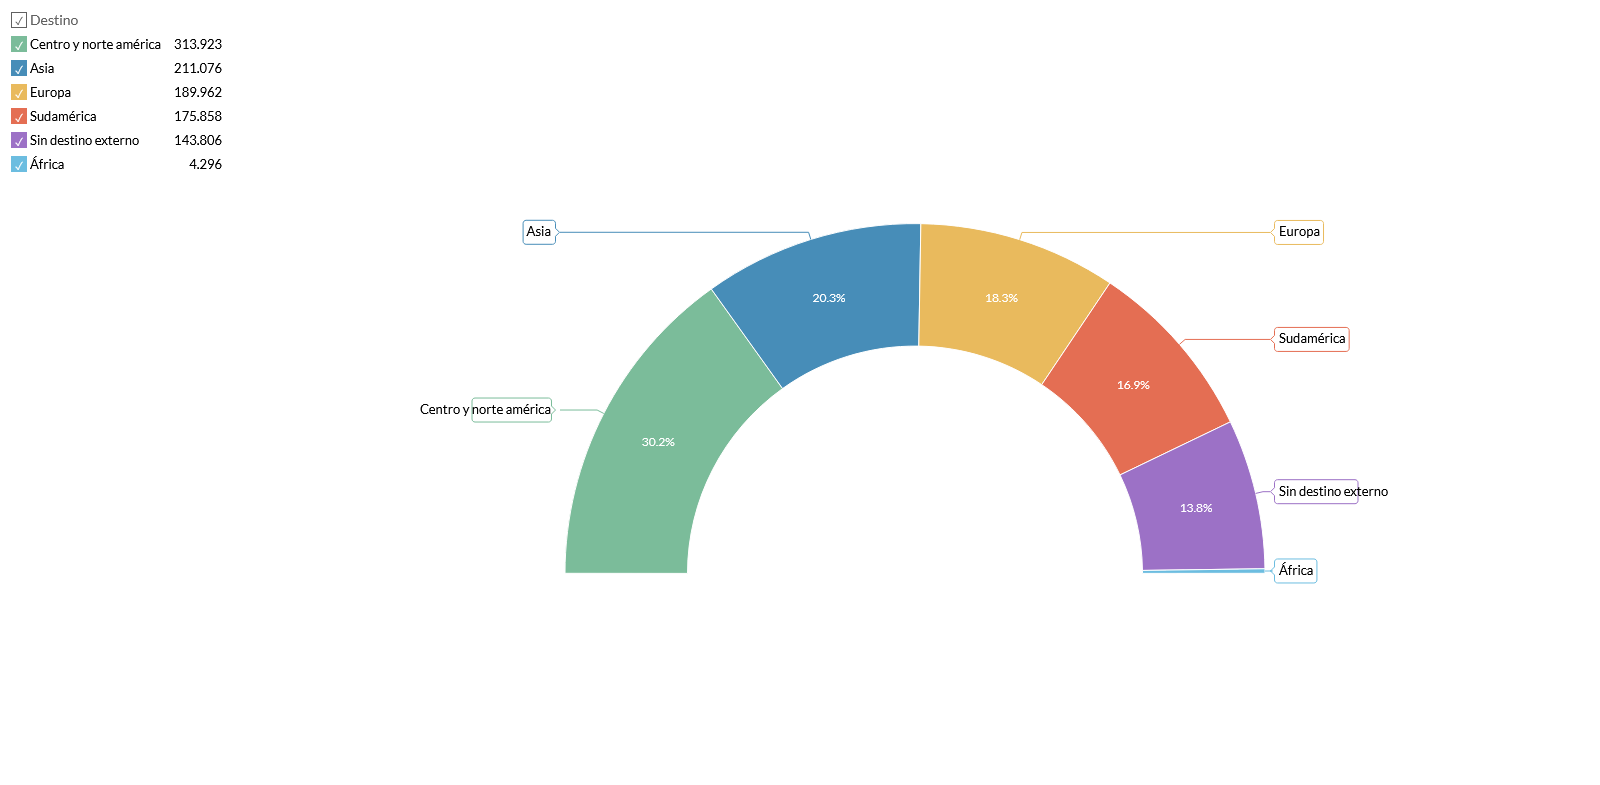 Destino
Centro y norte américa 313.923
Asia 211.076
Europa 189.962
Sudamérica 175.858
Sin destino externo 143.806
África 4.296
Asia
Europa
20.3%
18.3%
Sudamérica
16.9%
Centro y norte américa
30.2%
Sin destino externo
13.8%
África